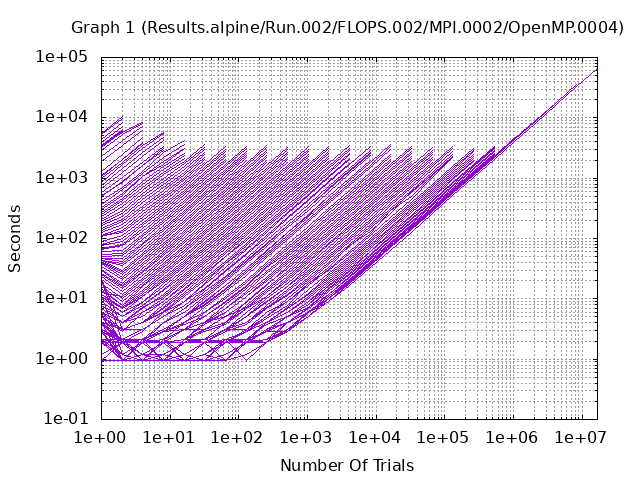 Graph 1 (Results.alpine/Run.002/FLOPS.002/MPI.0002/OpenMP.0004)
1e+05
1e+04
1e+03
1e+02
1e+01
1e+00
1e-01
Seconds
1e+00 1e+01 1e+02 1e+03 1e+04 1e+05 1e+06 1e+07
Number Of Trials